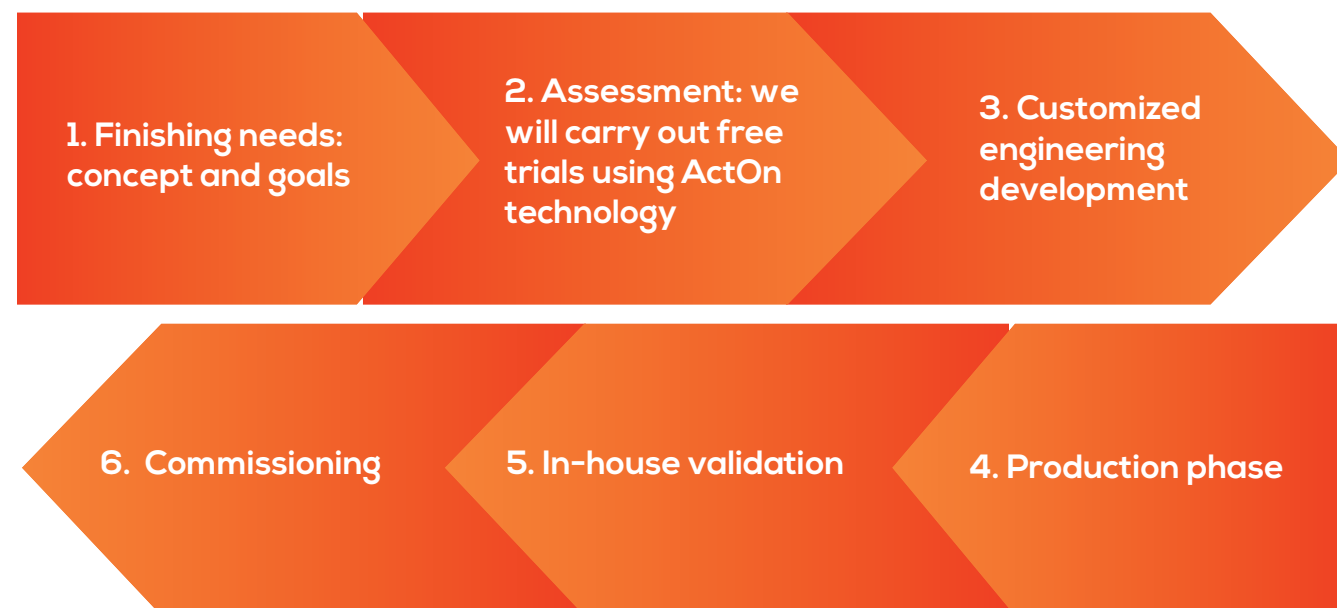 1. Finishing needs:
concept and goals
2. Assessment: we
will carry out free
trials using ActOn
technology
3. Customized
engineering
development
4. Production phase
5. In-house validation
6. Commissioning